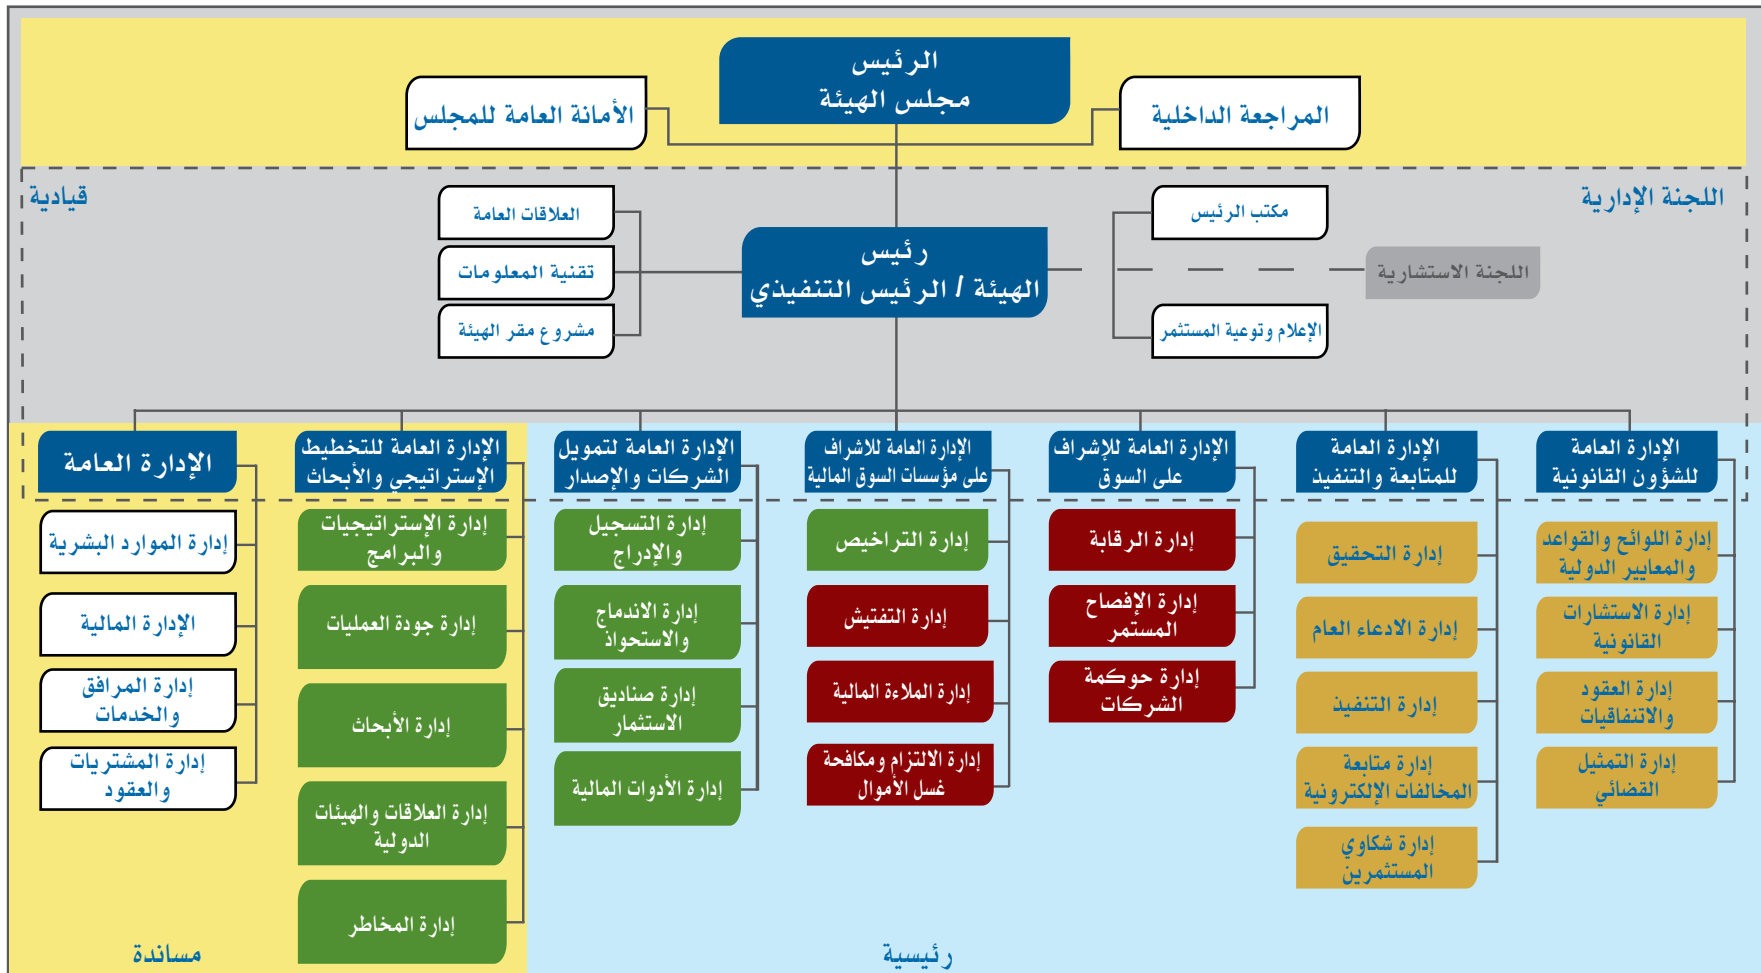 الرئيس
مجلس الهيئة
المراجعة الداخلية
الأمانة العامة للمجلس
اللجنة الإدارية
قيادية
مكتب الرئيس
العلاقات العامة
رئيس
الهيئة / الرئيس التنفيذي
اللجنة الاستشارية
تقنية المعلومات
الإعلام وتوعية المستثمر
مشروع مقر الهيئة
الإدارة العامة
للشؤون القانونية
إدارة اللوائح والقواعد
والمعايير الدولية
إدارة الاستشارات
القانونية
إدارة العقود
والاتنفاقيات
إدارة التمثيل
القضائي
الإدارة العامة
للمتابعة والتنفيذ
إدارة التحقيق
إدارة الادعاء العام
إدارة التنفيذ
إدارة متابعة
المخالفات الإلكترونية
إدارة شكاوي
المستثمرين
الإدارة العامة للإشراف
على السوق
إدارة الرقابة
إدارة الإفصاح
المستمر
إدارة حوكمة
الشركات
الإدارة العامة للاشراف
على مؤسسات السوق المالية
إدارة التراخيص
إدارة التفتيش
إدارة الملاءة المالية
إدارة الالتزام ومكافحة
غسل الأموال
الإدارة العامة لتمويل
الشركات والإصدار
إدارة التسجيل
والإدراج
إدارة الاندماج
والاستحواذ
إدارة صناديق
الاستثمار
إدارة الأدوات المالية
الإدارة العامة للتخطيط
الإستراتيجي والأبحاث
إدارة الإستراتيجيات
والبرامج
إدارة جودة العمليات
إدارة الأبحاث
إدارة العلاقات والهيئات
الدولية
إدارة المخاطر
الإدارة العامة
إدارة الموارد البشرية
الإدارة المالية
إدارة المرافق
والخدمات
إدارة المشتريات
والعقود
رئيسية
مساندة